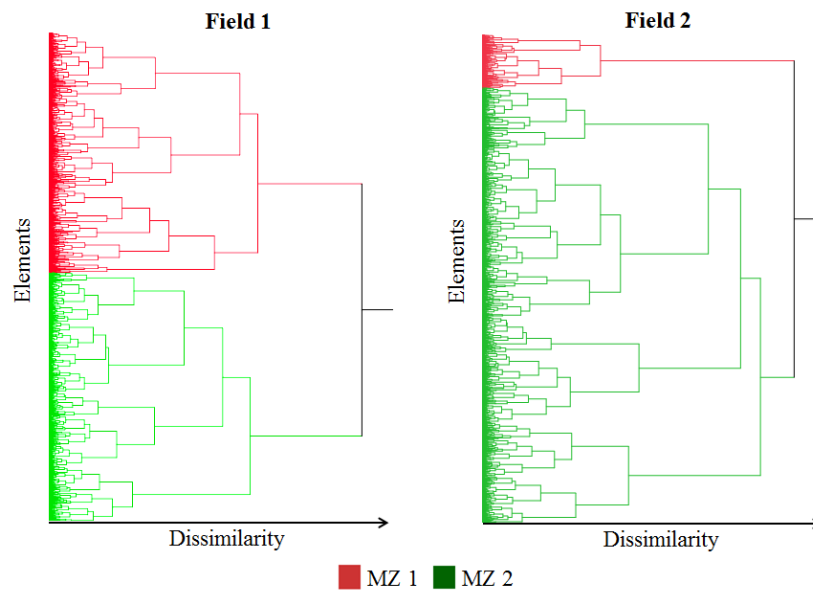 Field 1
Field 2
Elements
Elements
Dissimilarity
Dissimilarity
MZ 1
MZ 2